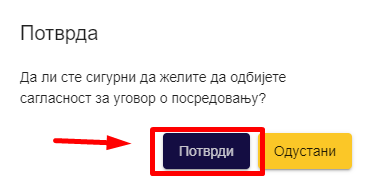 Потврда
Да ли сте сигурни да желите да одбијете
сагласност за уговор о посредовању?
Потврди Одустани